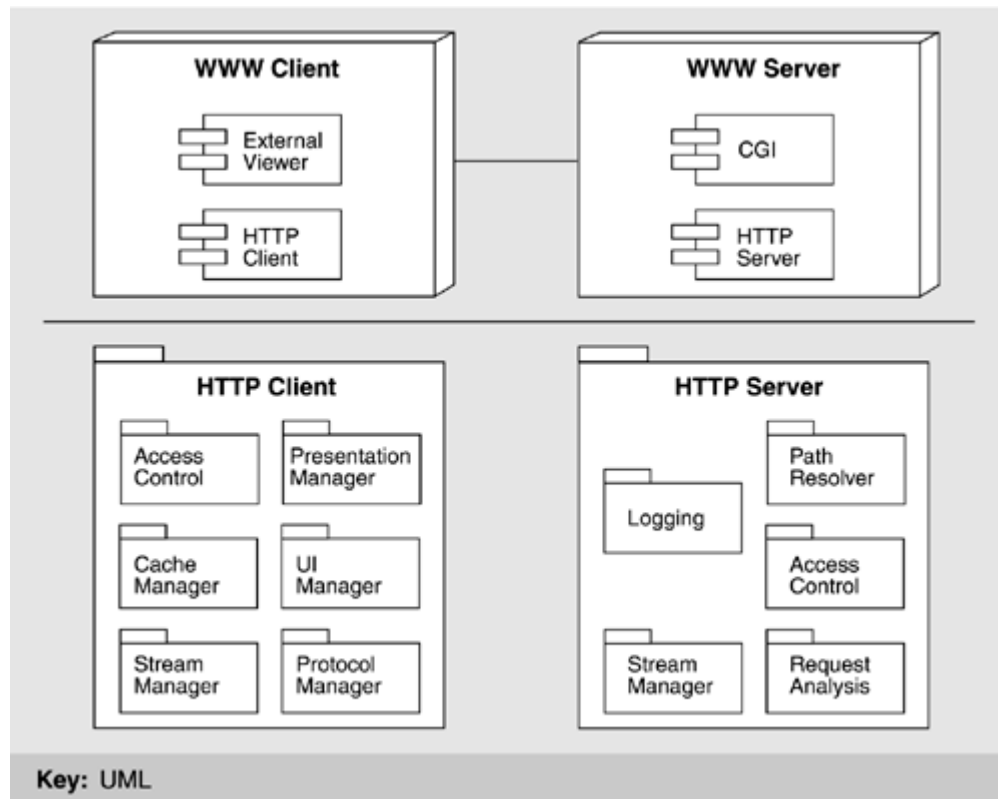 WWW Client
External
Viewer
HTTP
Client
WWW Server
CGI
HTTP
Server
HTTP Client
Access
Control
Presentation
Manager
Cache
Manager
UI
Manager
Stream
Manager
Protocol
Manager
HTTP Server
Path
Resolver
Logging
Access
Control
Stream
Manager
Request
Analysis
Key: UML